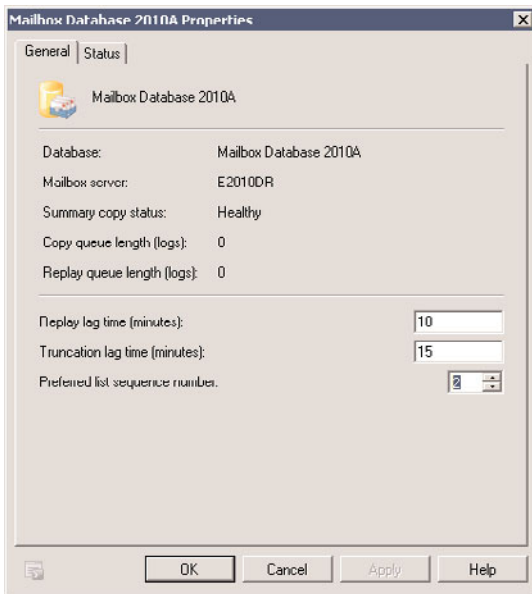 Mailbox Database 2010A Properties
General
Status
Mailbox Database 2010A
Database: Mailbox Database 2010A
Mailbox server: E2010DR
Summary copy status: Healthy
Copy queue length (logs): 0
Replay queue length (logs): 0
Replay lag time (minutes): 10
Truncation lag time (minutes): 15
Preferred list sequence number: 2
OK Cancel Apply Help